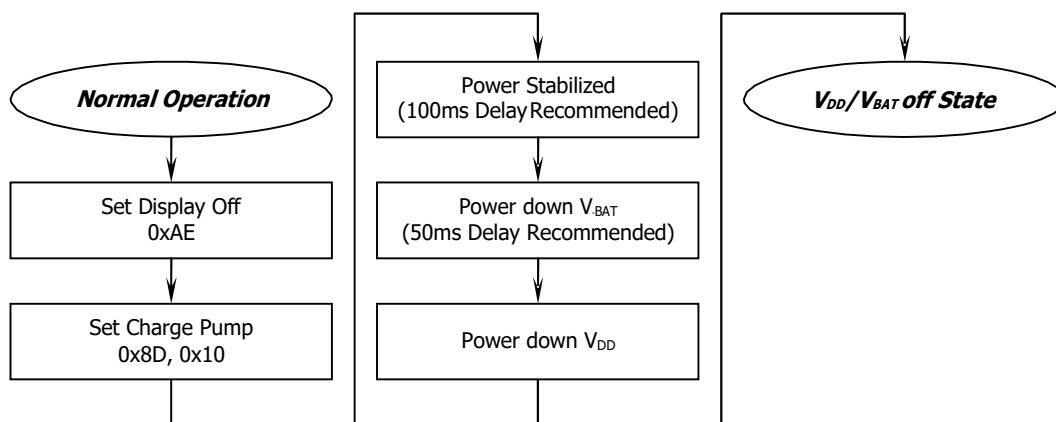 Normal Operation
Set Display Off
0xAE
Set Charge Pump
0x8D, 0x10
Power Stabilized
(100ms Delay Recommended)
Power down VBAT
(50ms Delay Recommended)
Power down VDD
VDD/VBAT off State